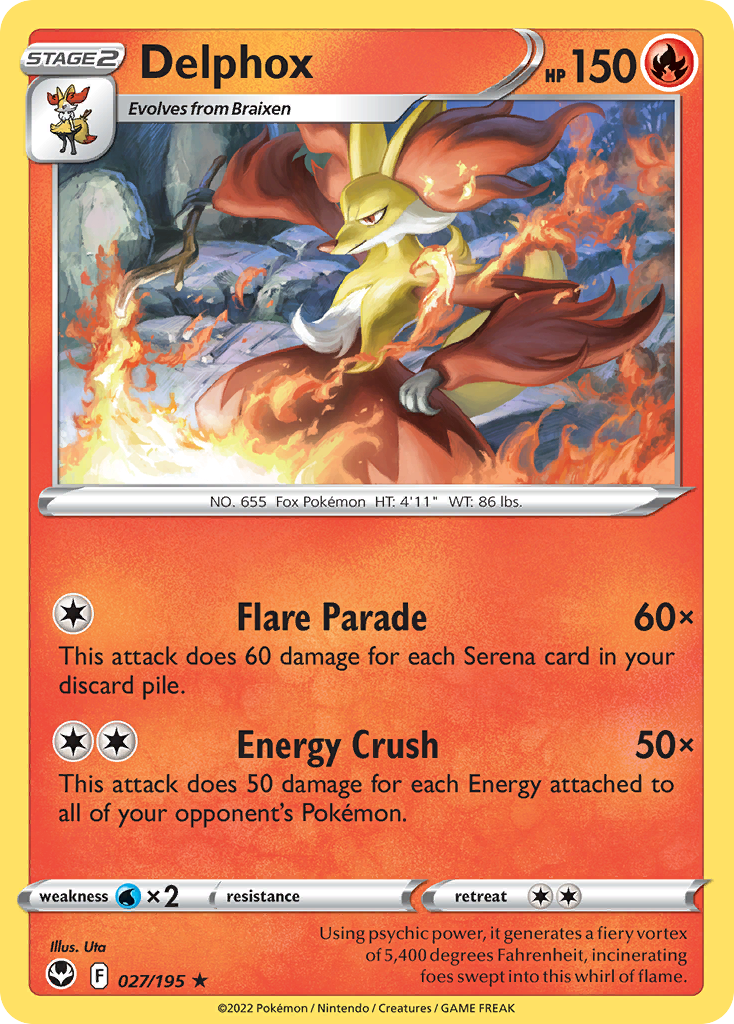 STAGE 2
Delphox
HP 150
Evolves from Braixen
NO. 655 Fox Pokémon HT: 4'11" WT: 86 lbs.
Flare Parade 60×
This attack does 60 damage for each Serena card in your
discard pile.
Energy Crush 50×
This attack does 50 damage for each Energy attached to
all of your opponent's Pokémon.
weakness ×2 resistance retreat
Illus. Uta
Using psychic power, it generates a fiery vortex
of 5,400 degrees Fahrenheit, incinerating
foes swept into this whirl of flame.
F 027/195 ★
©2022 Pokémon / Nintendo / Creatures / GAME FREAK